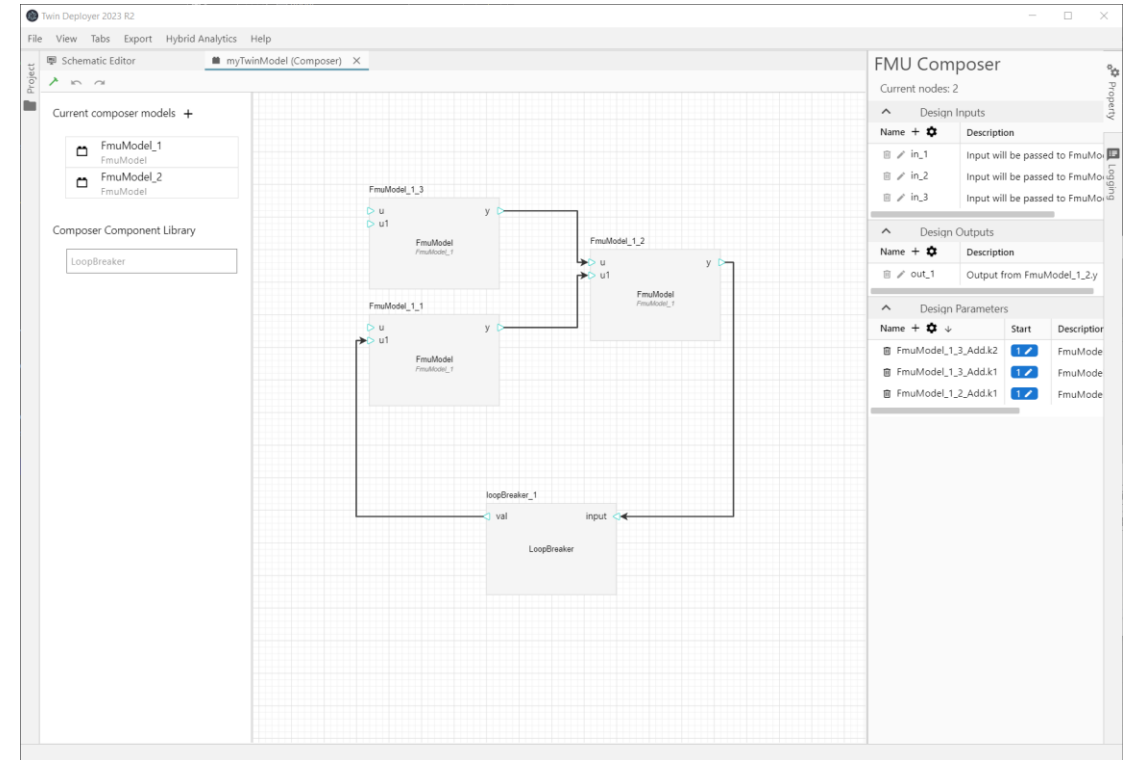 Twin Deployer 2023 R2
File View Tabs Export Hybrid Analytics Help
Project
Schematic Editor
myTwinModel (Composer)
Current composer models +
FmuModel_1
FmuModel
FmuModel_2
FmuModel
Composer Component Library
LoopBreaker
FmuModel_1_3
u y
u1
FmuModel
FmuModel_1
FmuModel_1_2
u y
u1
FmuModel
FmuModel_1
FmuModel_1_1
u y
u1
FmuModel
FmuModel_1
loopBreaker_1
val input
LoopBreaker
FMU Composer
Current nodes: 2
Design Inputs
Name + Description
in_1 Input will be passed to FmuMo
in_2 Input will be passed to FmuMo
in_3 Input will be passed to FmuMo
Design Outputs
Name + Description
out_1 Output from FmuModel_1_2.y
Design Parameters
Name + Start Description
FmuModel_1_3_Add.k2 1 FmuMode
FmuModel_1_3_Add.k1 1 FmuMode
FmuModel_1_2_Add.k1 1 FmuMode
Property
Logging